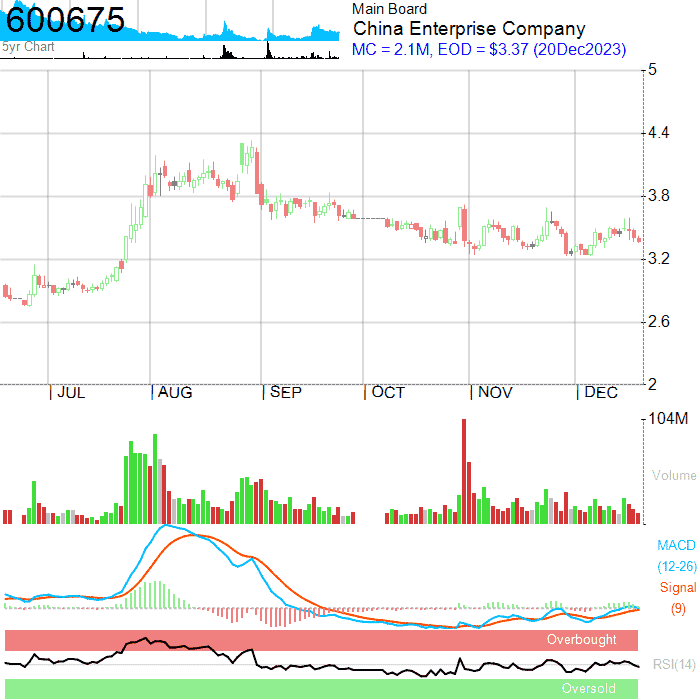 600675
5yr Chart
Main Board
China Enterprise Company
MC = 2.1M, EOD = $3.37 (20Dec2023)
5
4.4
3.8
3.2
2.6
2
| JUL | AUG | SEP | OCT | NOV | DEC
104M
Volume
MACD
(12-26)
Signal
(9)
Overbought
RSI(14)
Oversold